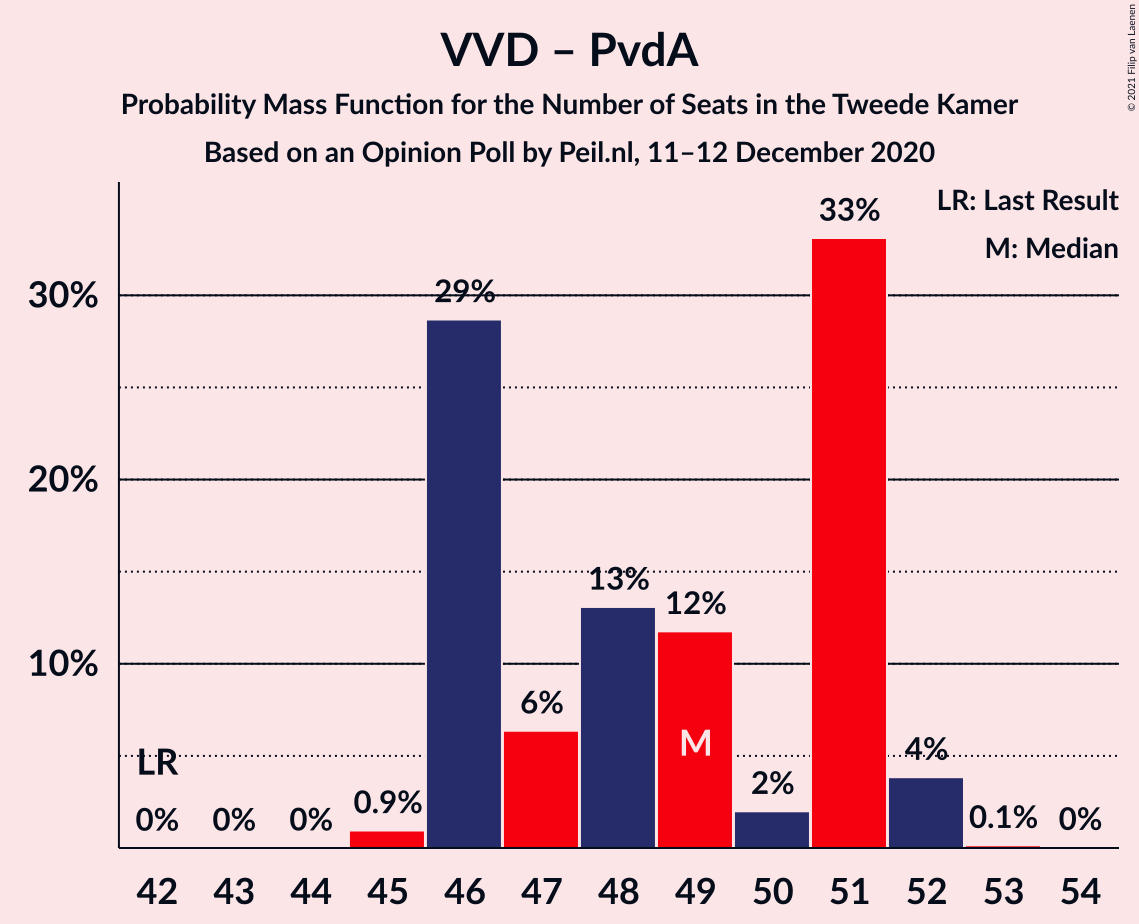 VVD – PvdA
Probability Mass Function for the Number of Seats in the Tweede Kamer
Based on an Opinion Poll by Peil.nl, 11–12 December 2020
© 2021 Filip van Laenen
LR: Last Result
M: Median
33%
30%
29%
20%
13%
12%
10%
6%
M
4%
LR
2%
0.9%
0% 0% 0% 0.1% 0%
42 43 44 45 46 47 48 49 50 51 52 53 54